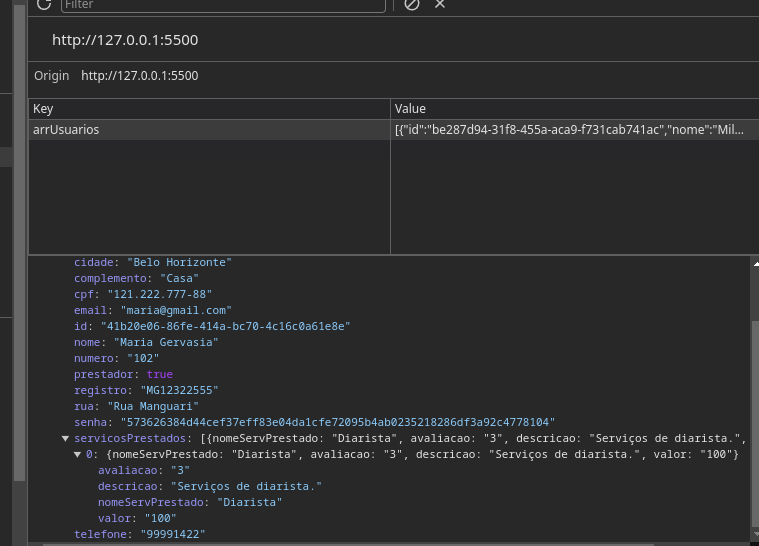 Filter
http://127.0.0.1:5500
Origin http://127.0.0.1:5500
Key Value
arrUsuarios [{"id":"be287d94-31f8-455a-aca9-f731cab741ac","nome":"Mil...
cidade: "Belo Horizonte"
complemento: "Casa"
cpf: "121.222.777-88"
email: "maria@gmail.com"
id: "41b20e06-86fe-414a-bc70-4c16c0a61e8e"
nome: "Maria Gervasia"
numero: "102"
prestador: true
registro: "MG12322555"
rua: "Rua Manguari"
senha: "573626384d44cef37eff83e04da1cfe72095b4ab0235218286df3a92c4778104"
servicosPrestados: [{nomeServPrestado: "Diarista", avaliacao: "3", descricao: "Serviços de diarista.",
0: {nomeServPrestado: "Diarista", avaliacao: "3", descricao: "Serviços de diarista.", valor: "100"}
avaliacao: "3"
descricao: "Serviços de diarista."
nomeServPrestado: "Diarista"
valor: "100"
telefone: "99991422"